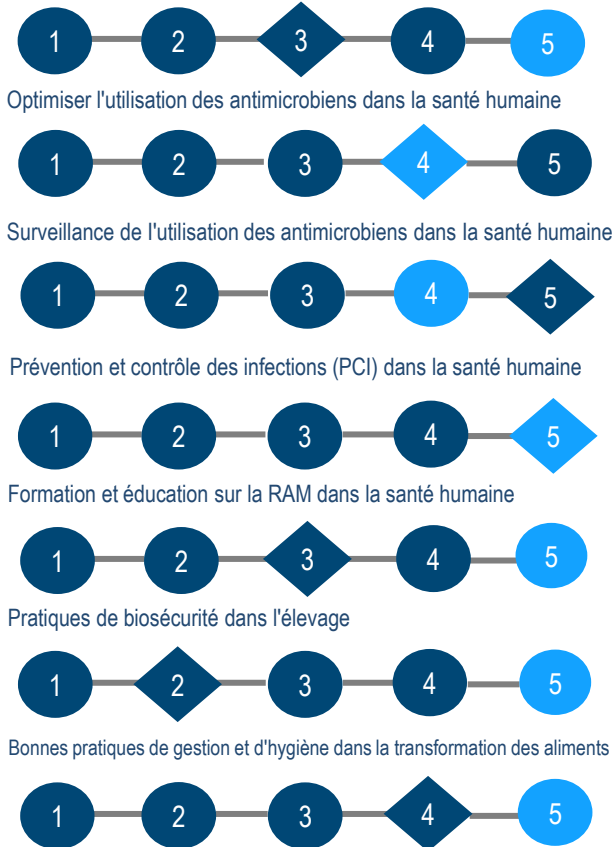 1 2 3 4 5
Optimiser l'utilisation des antimicrobiens dans la santé humaine
1 2 3 4 5
Surveillance de l'utilisation des antimicrobiens dans la santé humaine
1 2 3 4 5
Prévention et contrôle des infections (PCI) dans la santé humaine
1 2 3 4 5
Formation et éducation sur la RAM dans la santé humaine
1 2 3 4 5
Pratiques de biosécurité dans l'élevage
1 2 3 4 5
Bonnes pratiques de gestion et d'hygiène dans la transformation des aliments
1 2 3 4 5